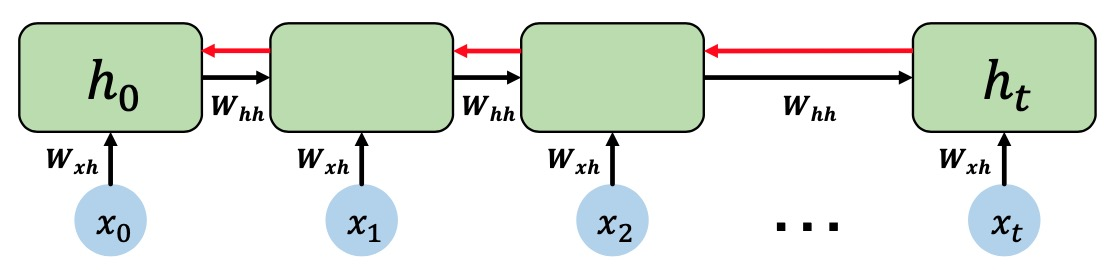 h₀ hₜ
Wₕₕ Wₕₕ Wₕₕ
Wₓₕ Wₓₕ Wₓₕ Wₓₕ
x₀ x₁ x₂ ... xₜ